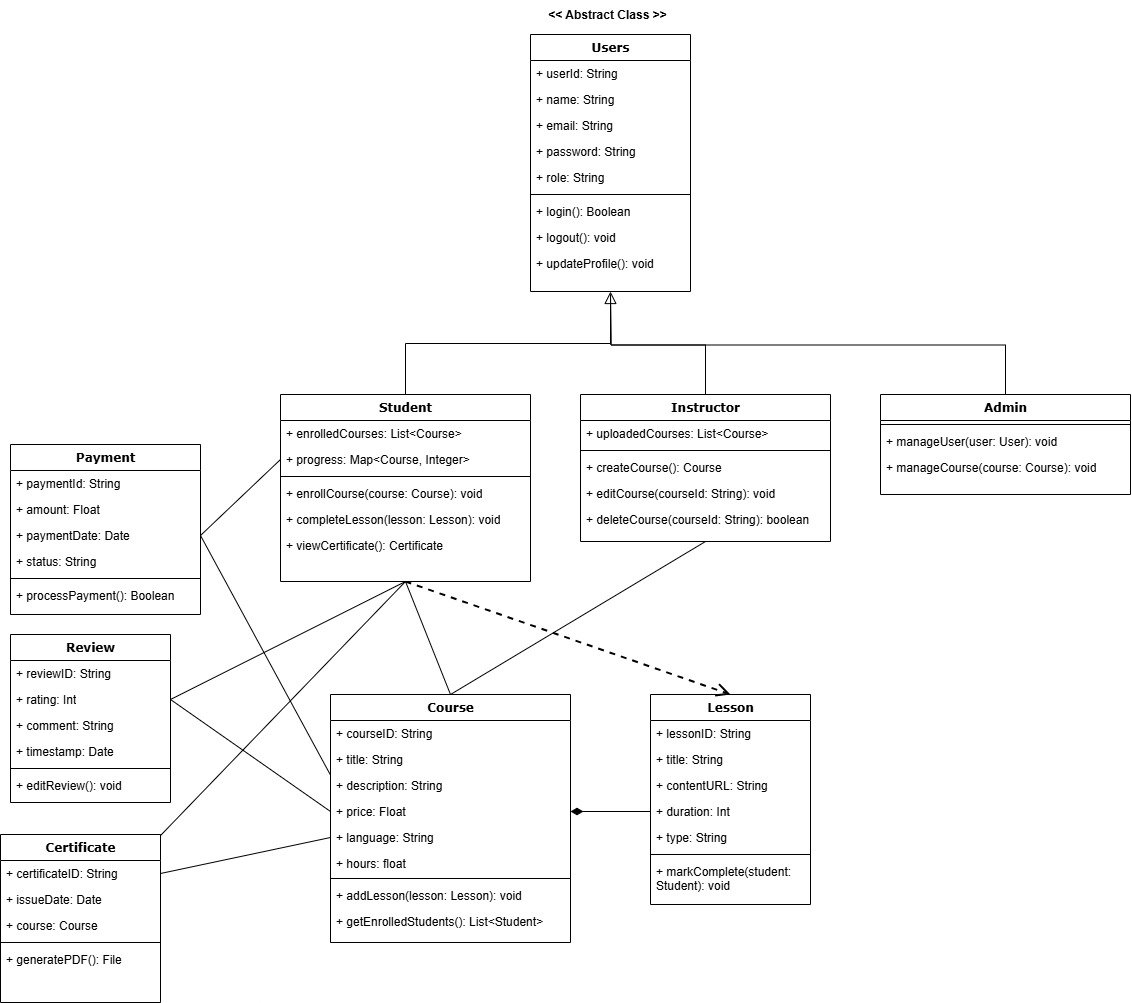 << Abstract Class >>
Users
+ userId: String
+ name: String
+ email: String
+ password: String
+ role: String
+ login(): Boolean
+ logout(): void
+ updateProfile(): void
Student
+ enrolledCourses: List<Course>
+ progress: Map<Course, Integer>
+ enrollCourse(course: Course): void
+ completeLesson(lesson: Lesson): void
+ viewCertificate(): Certificate
Instructor
+ uploadedCourses: List<Course>
+ createCourse(): Course
+ editCourse(courseId: String): void
+ deleteCourse(courseId: String): boolean
Admin
+ manageUser(user: User): void
+ manageCourse(course: Course): void
Payment
+ paymentId: String
+ amount: Float
+ paymentDate: Date
+ status: String
+ processPayment(): Boolean
Review
+ reviewID: String
+ rating: Int
+ comment: String
+ timestamp: Date
+ editReview(): void
Certificate
+ certificateID: String
+ issueDate: Date
+ course: Course
+ generatePDF(): File
Course
+ courseID: String
+ title: String
+ description: String
+ price: Float
+ language: String
+ hours: float
+ addLesson(lesson: Lesson): void
+ getEnrolledStudents(): List<Student>
Lesson
+ lessonID: String
+ title: String
+ contentURL: String
+ duration: Int
+ type: String
+ markComplete(student:
Student): void